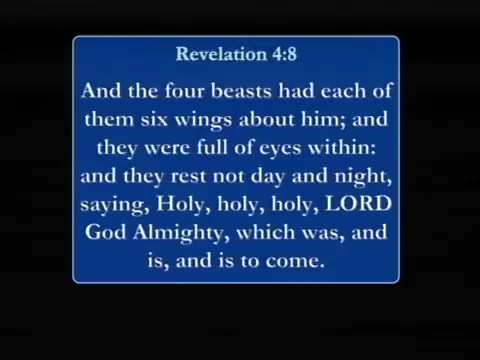 Revelation 4:8
And the four beasts had each of
them six wings about him; and
they were full of eyes within:
and they rest not day and night,
saying, Holy, holy, holy, LORD
God Almighty, which was, and
is, and is to come.